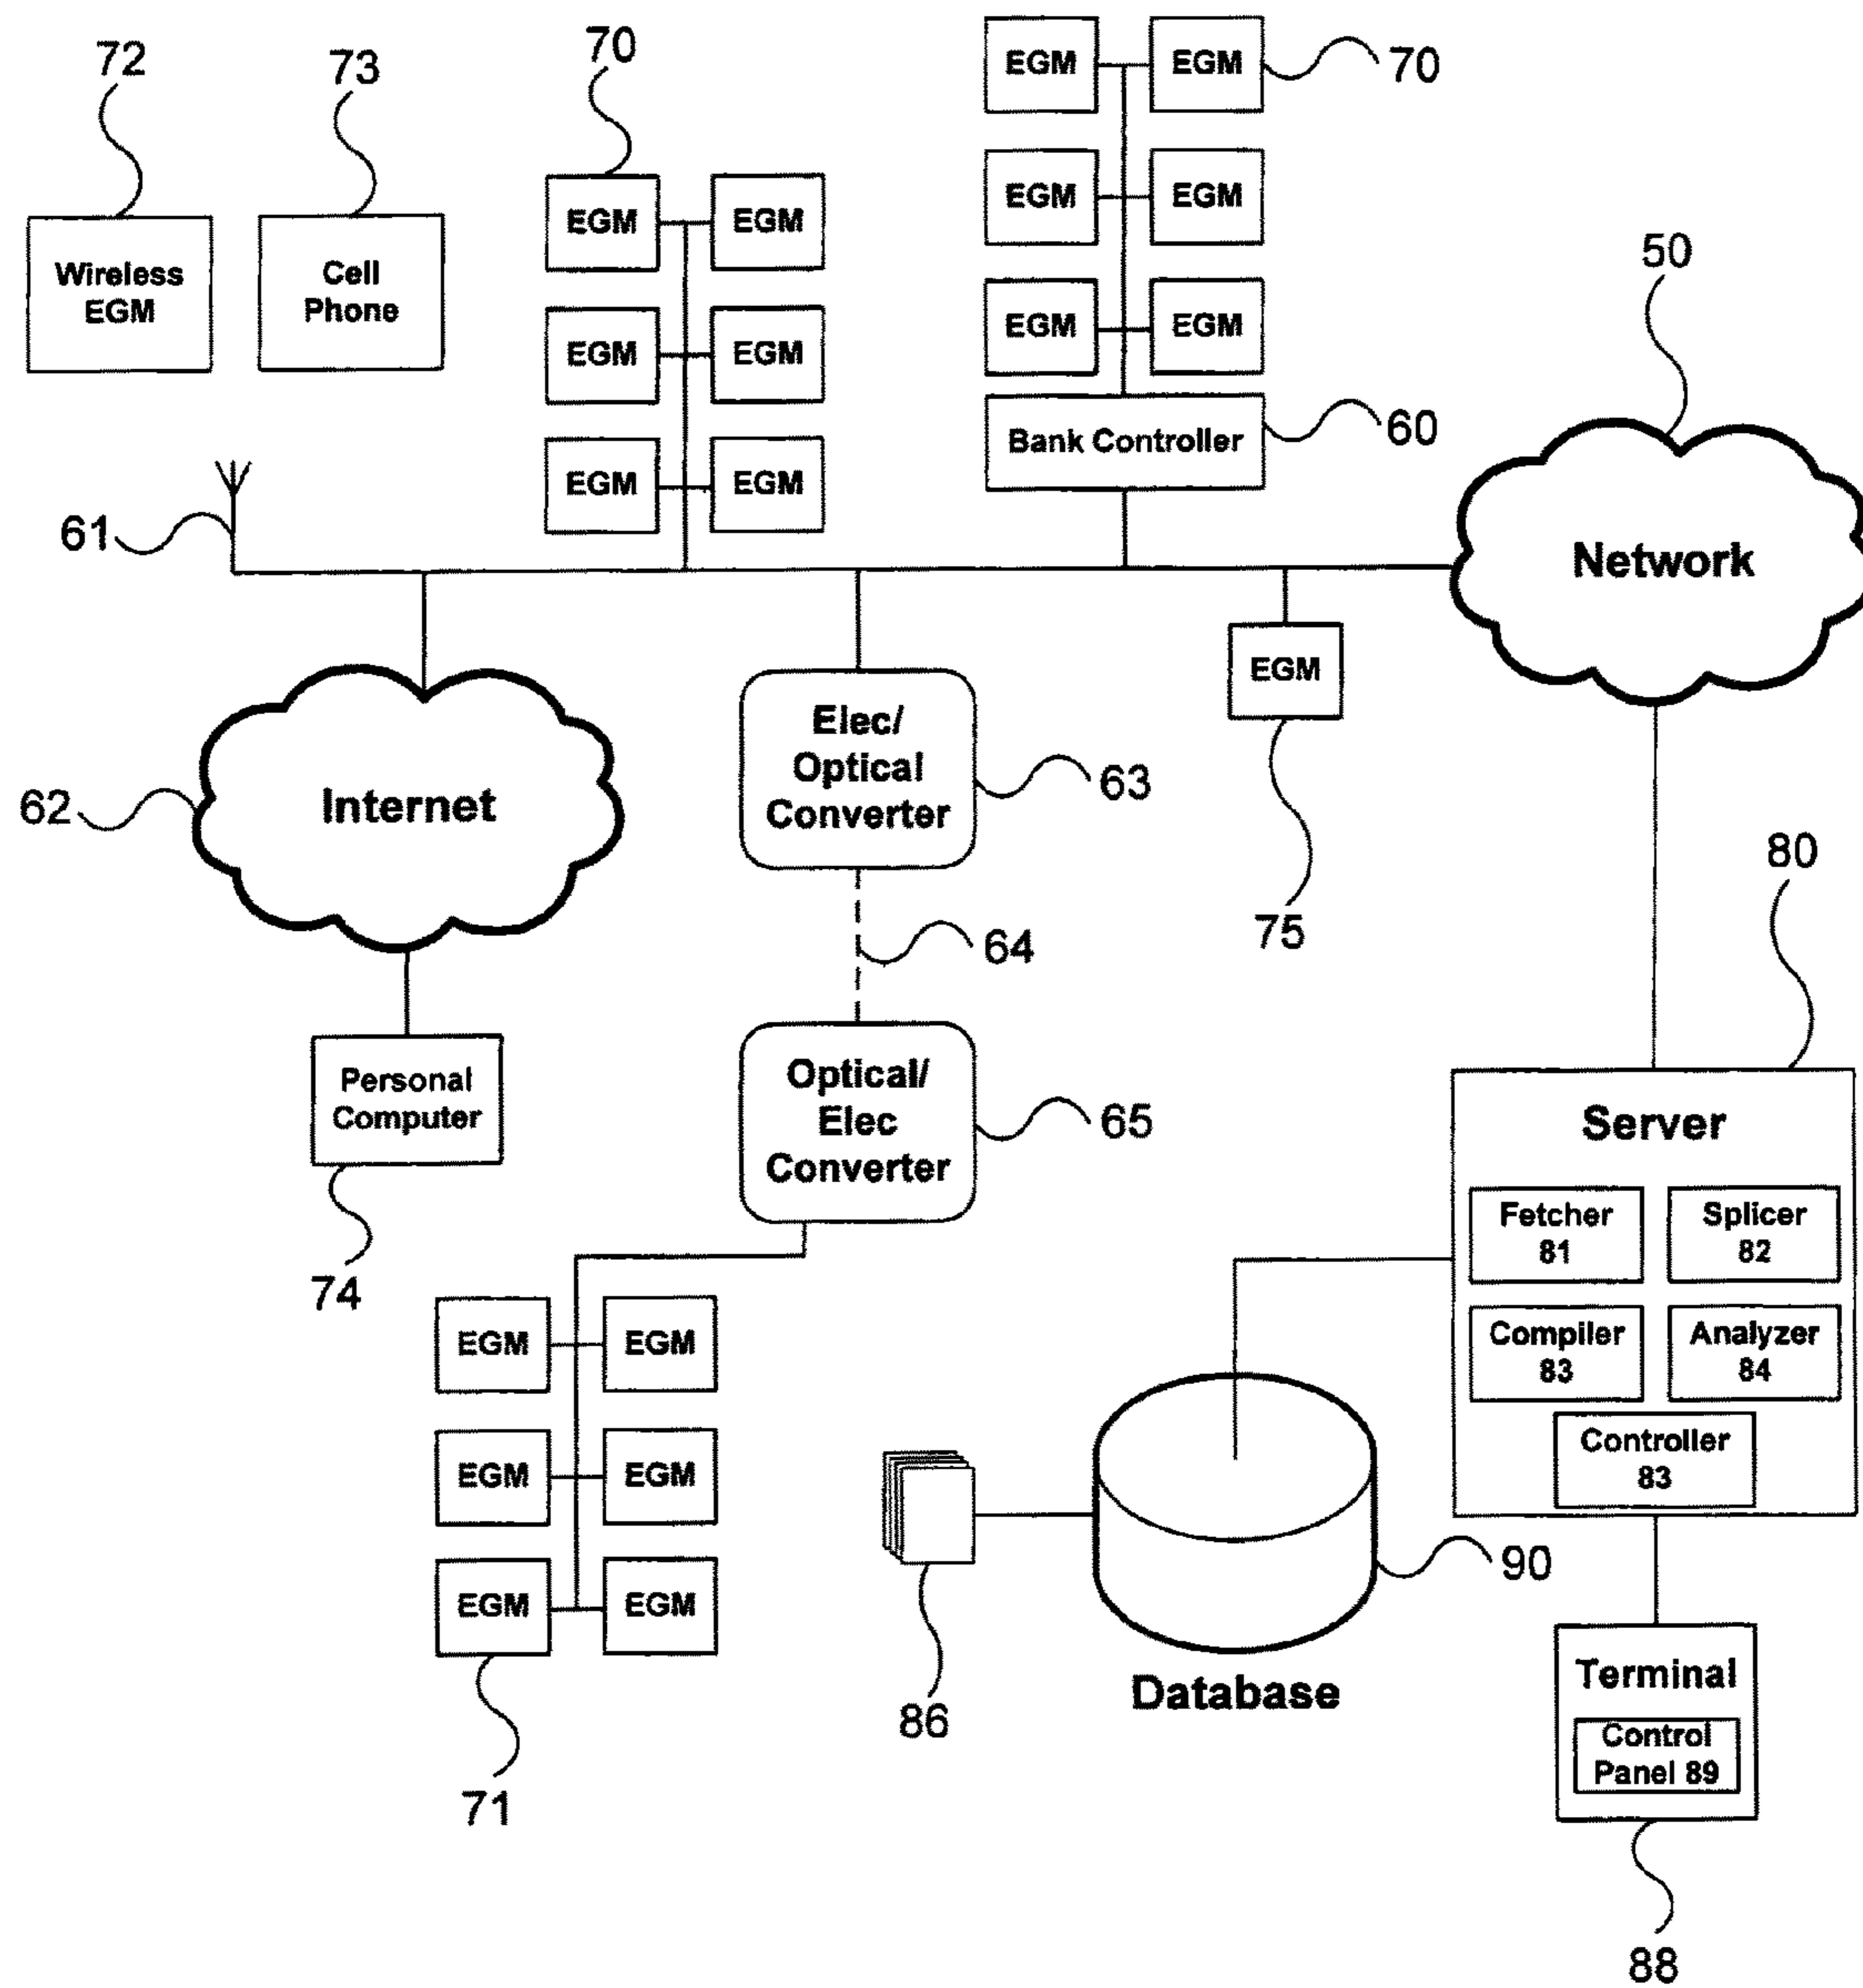 72
73
70
EGM
EGM
70
Wireless
EGM
Cell
Phone
EGM
EGM
EGM
EGM
50
EGM
EGM
EGM
EGM
Bank Controller
60
EGM
EGM
61
Network
EGM
Elec/
Optical
Converter
63
62
Internet
75
80
64
Personal
Computer
Optical/
Elec
Converter
65
Server
Fetcher
81
Splicer
82
74
Compiler
83
Analyzer
84
EGM
EGM
Controller
83
EGM
EGM
90
EGM
EGM
Database
86
Terminal
Control
Panel 89
71
88